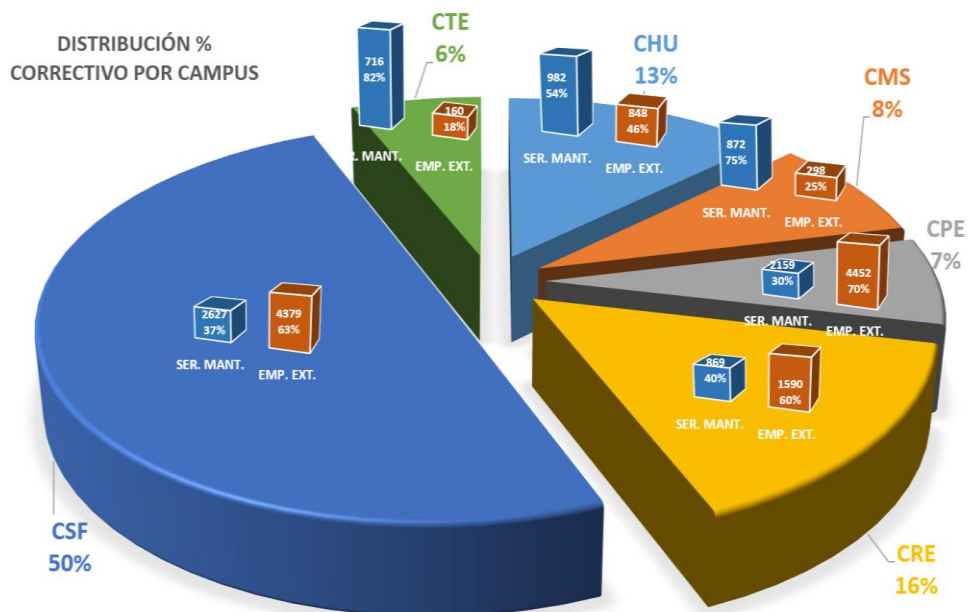 DISTRIBUCIÓN %
CORRECTIVO POR CAMPUS
CTE
6%
716
82%
SER. MANT.
160
18%
EMP. EXT.
CHU
13%
982
54%
SER. MANT.
848
46%
EMP. EXT.
CMS
8%
872
75%
SER. MANT.
298
25%
EMP. EXT.
CPE
7%
2159
30%
SER. MANT.
4452
70%
EMP. EXT.
CRE
16%
869
40%
SER. MANT.
1590
60%
EMP. EXT.
CSF
50%
2627
37%
SER. MANT.
4379
63%
EMP. EXT.